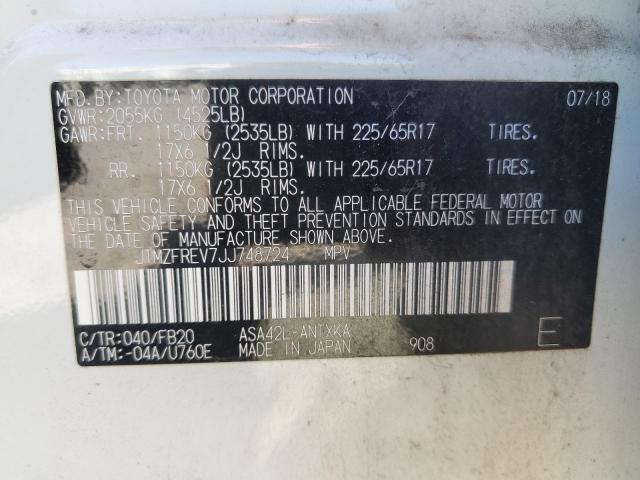 MFD.BY:TOYOTA MOTOR CORPORATION 07/18
GVWR:2055KG (4525LB)
GAWR:FRT. 1150KG (2535LB) WITH 225/65R17 TIRES.
17X6 1/2J RIMS.
RR. 1150KG (2535LB) WITH 225/65R17 TIRES.
17X6 1/2J RIMS.
THIS VEHICLE CONFORMS TO ALL APPLICABLE FEDERAL MOTOR
VEHICLE SAFETY AND THEFT PREVENTION STANDARDS IN EFFECT ON
THE DATE OF MANUFACTURE SHOWN ABOVE.
JTMZFREV7JJ748724 MPV
C/TR:040/FB20 ASA42L-ANTXKA
A/TM:-04A/U760E MADE IN JAPAN 908 E